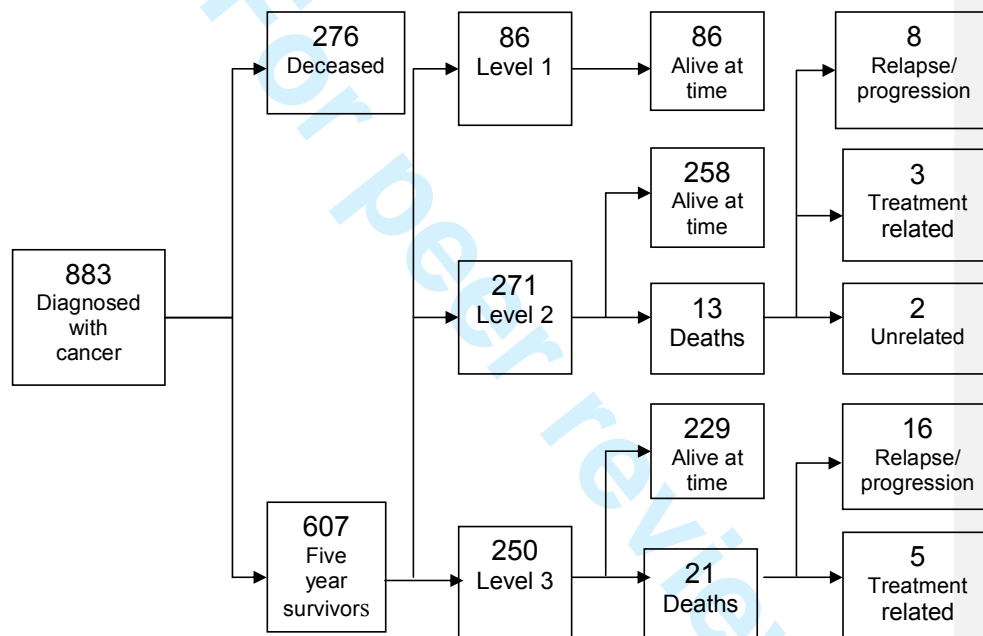 883
Diagnosed
with
cancer
276
Deceased
607
Five
year
survivors
86
Level 1
271
Level 2
250
Level 3
86
Alive at
time
258
Alive at
time
13
Deaths
229
Alive at
time
21
Deaths
8
Relapse/
progression
3
Treatment
related
2
Unrelated
16
Relapse/
progression
5
Treatment
related
For peer review